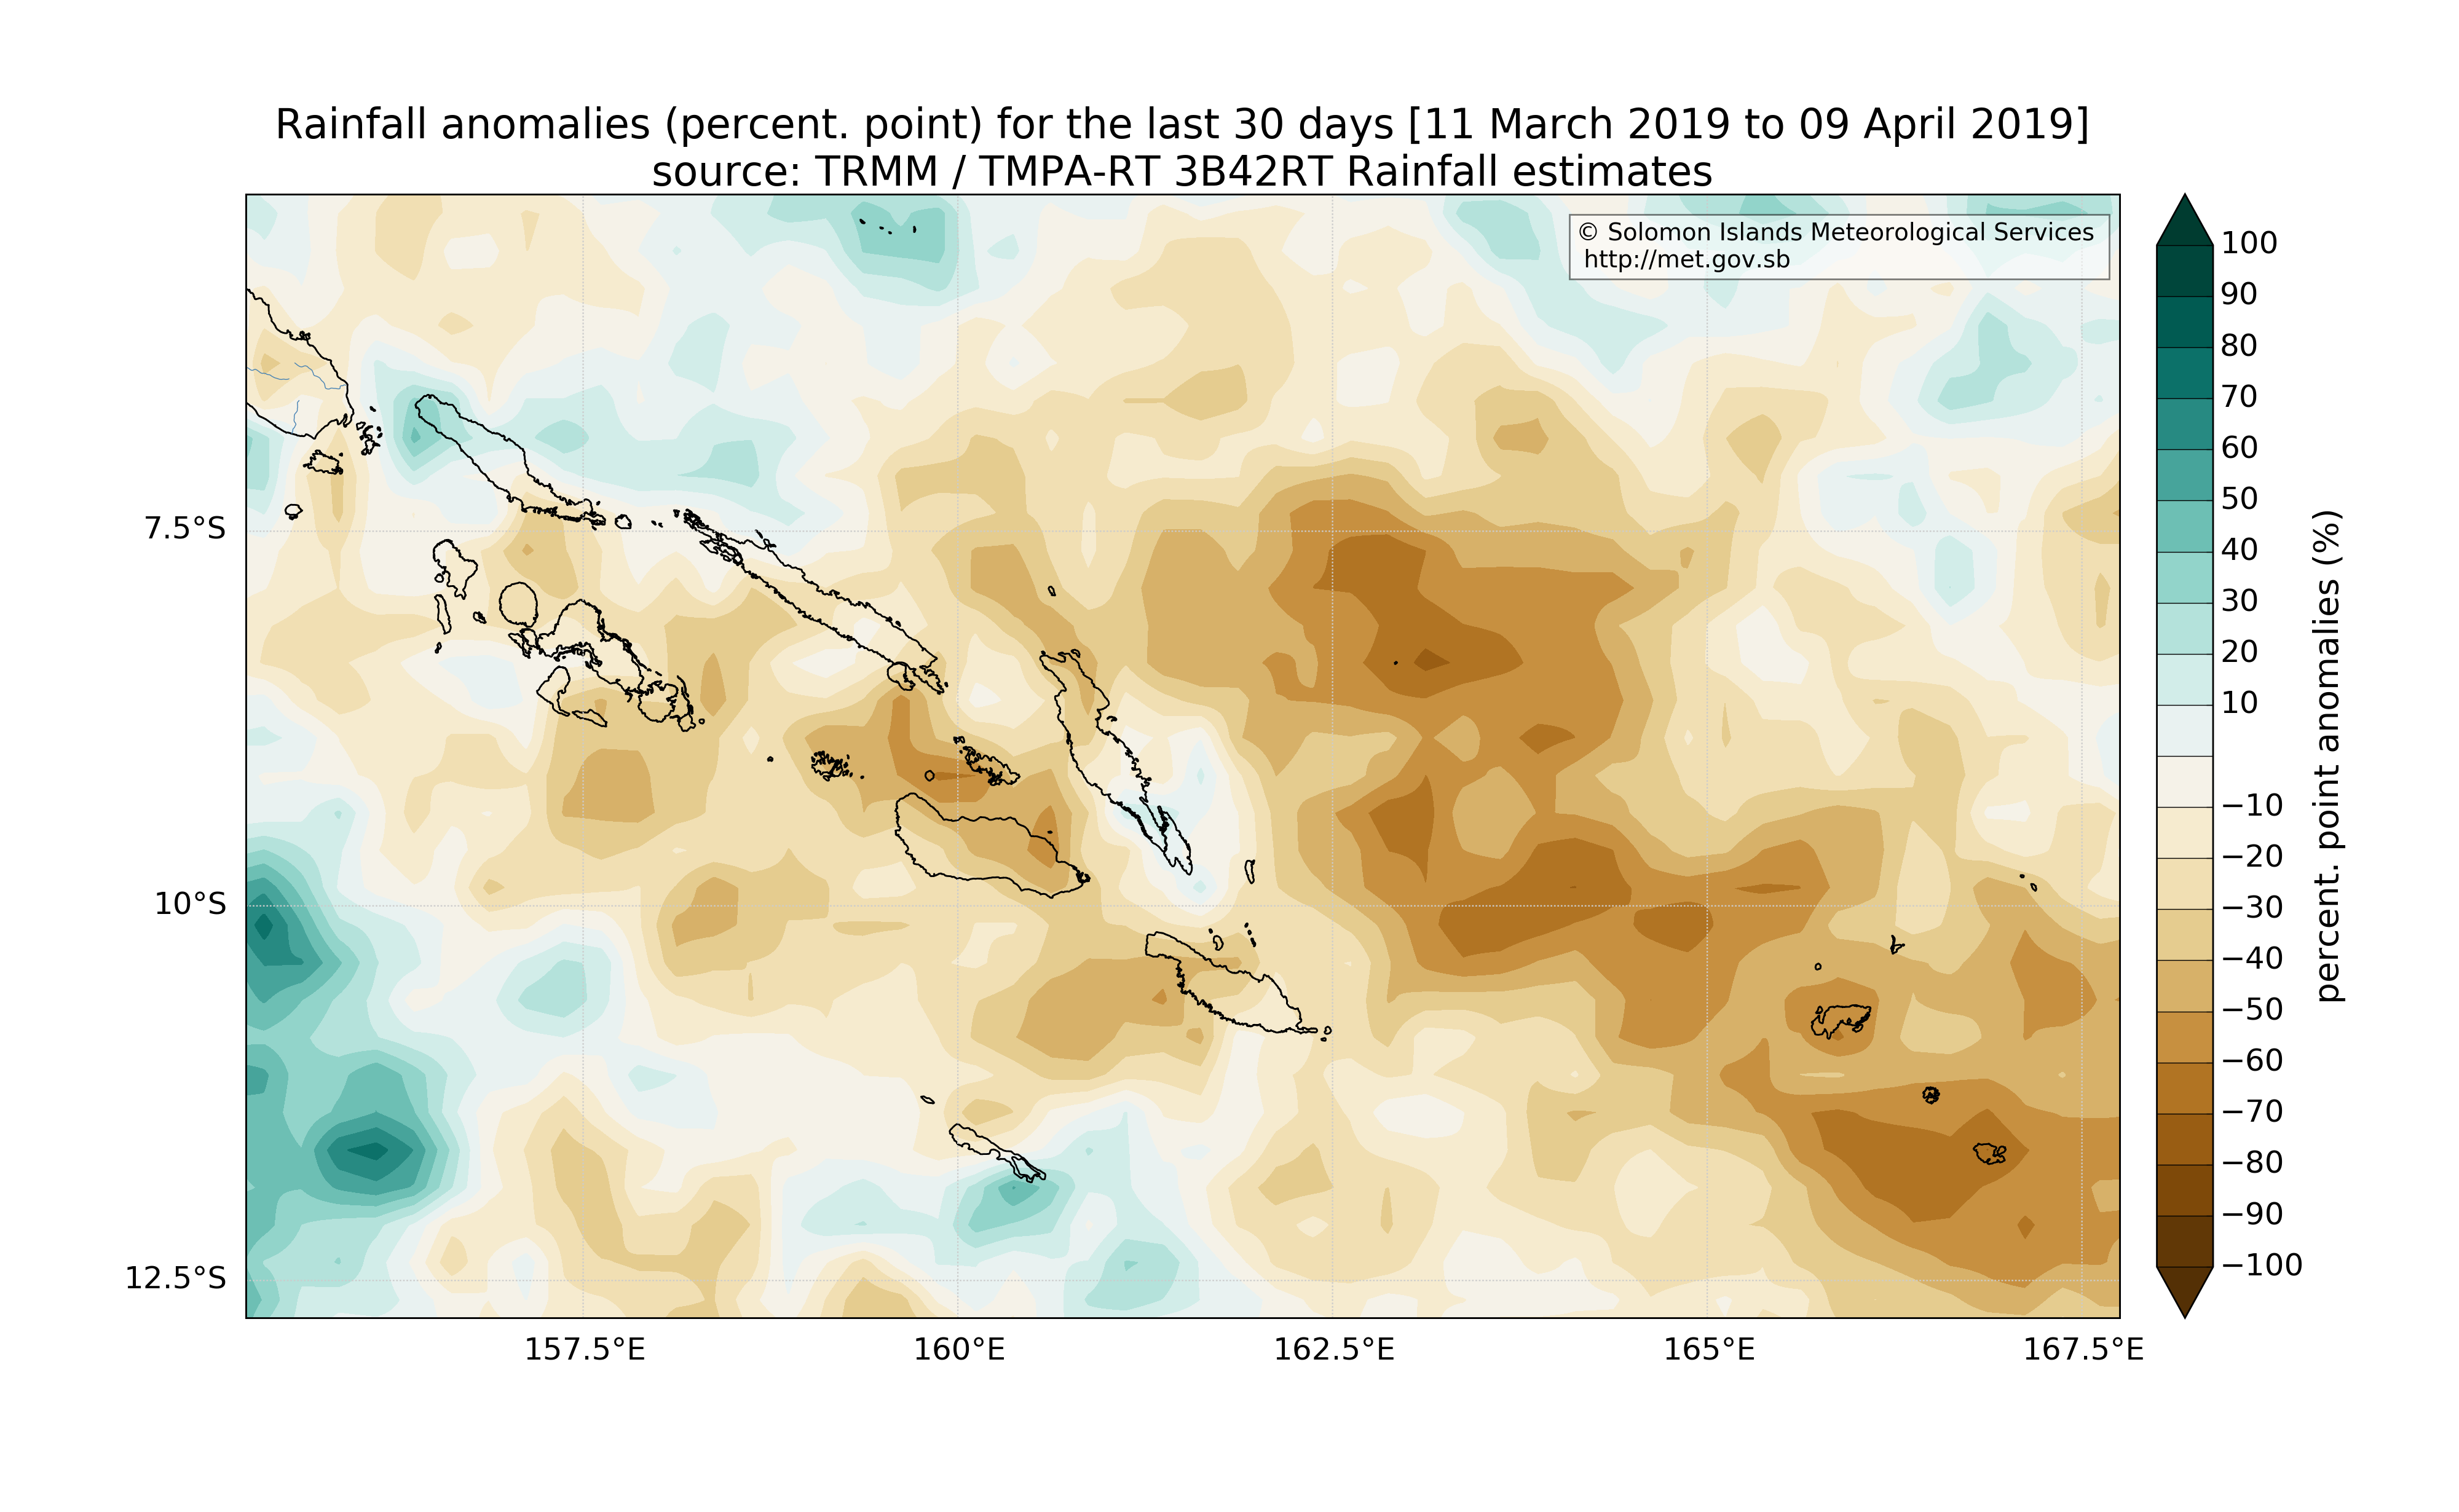 Rainfall anomalies (percent. point) for the last 30 days [11 March 2019 to 09 April 2019]
source: TRMM / TMPA-RT 3B42RT Rainfall estimates
© Solomon Islands Meteorological Services
http://met.gov.sb
7.5°S
10°S
12.5°S
157.5°E
160°E
162.5°E
165°E
167.5°E
100
90
80
70
60
50
40
30
20
10
−10
−20
−30
−40
−50
−60
−70
−80
−90
−100
percent. point anomalies (%)